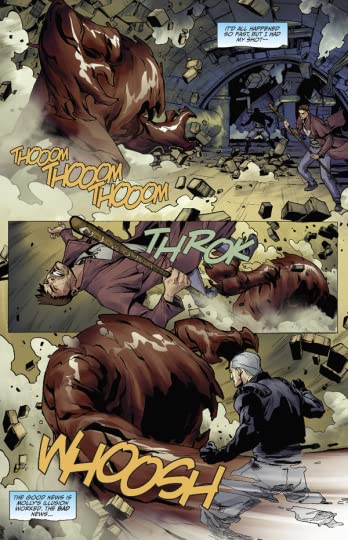 IT'D ALL HAPPENED
SO FAST, BUT I HAD
MY SHOT--
THOOOM
THOOOM
THOOOM
THROK
WHOOSH
THE GOOD NEWS IS
MOLLY'S ILLUSION
WORKED. THE BAD
NEWS...